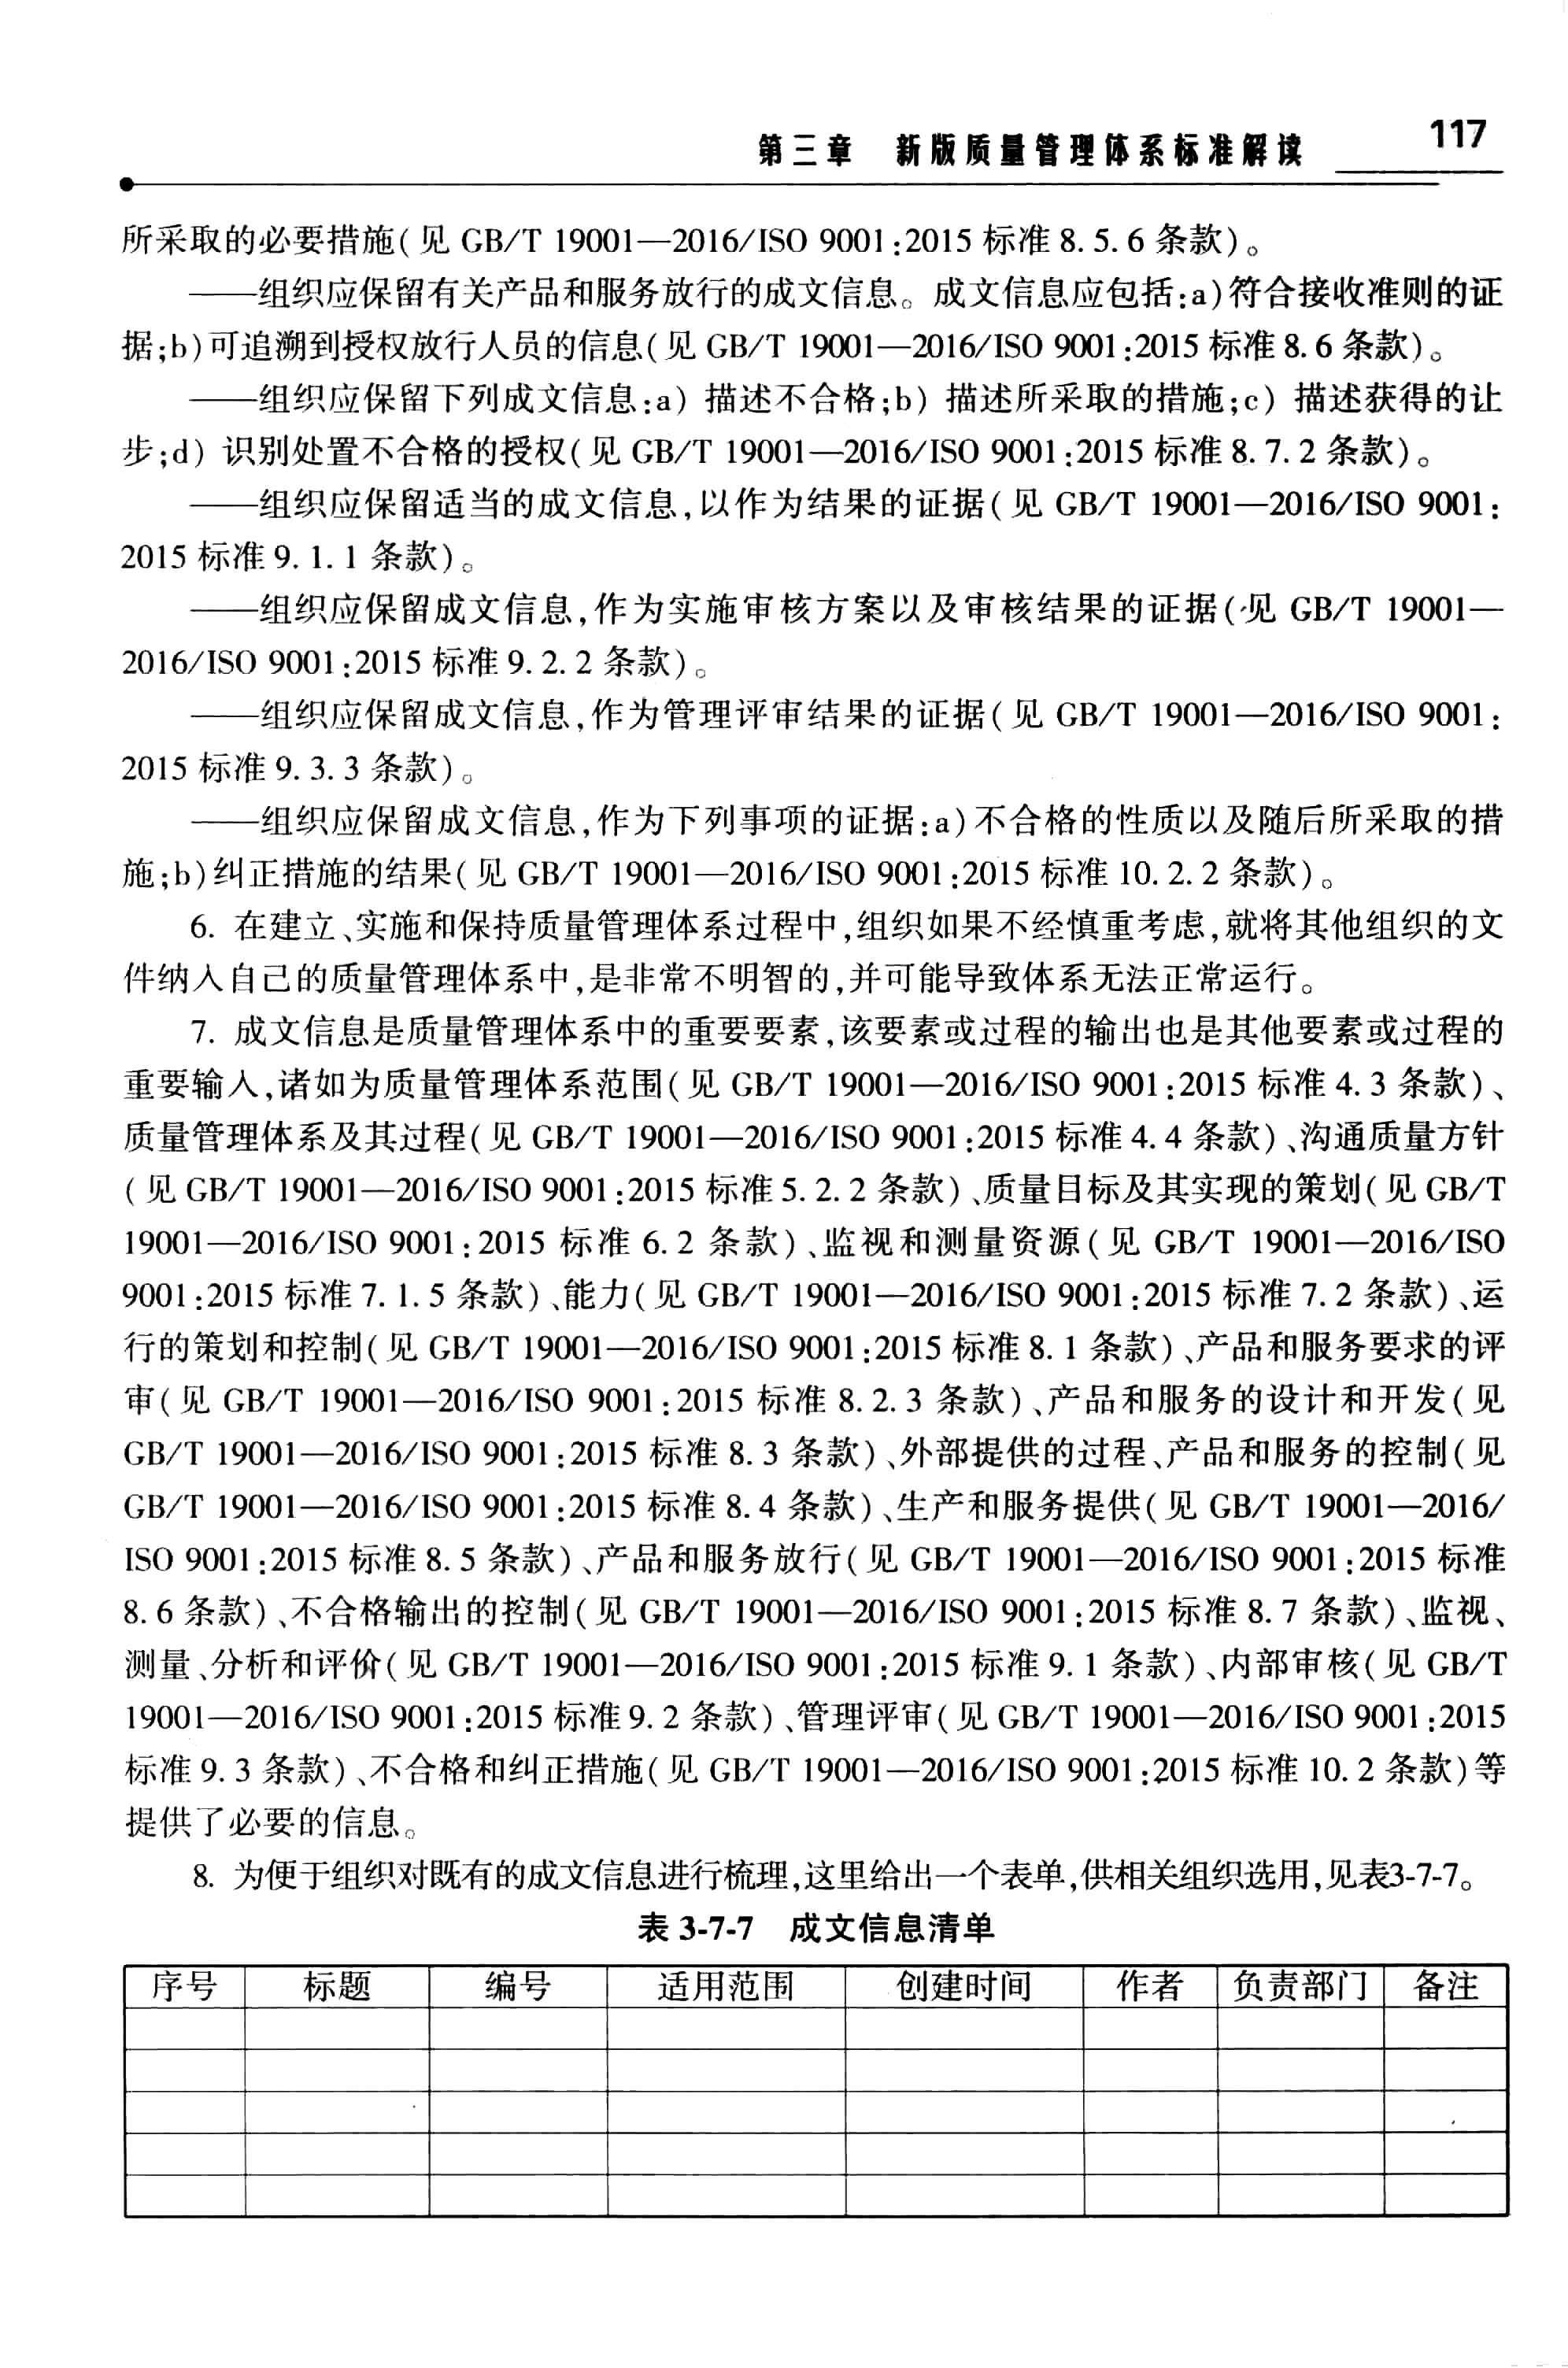 第三章 新版质量管理体系标准解读 117
所采取的必要措施(见 GB/T 19001—2016/ISO 9001:2015 标准 8.5.6 条款)。
——组织应保留有关产品和服务放行的成文信息。成文信息应包括:a)符合接收准则的证
据;b)可追溯到授权放行人员的信息(见 GB/T 19001—2016/ISO 9001:2015 标准 8.6 条款)。
——组织应保留下列成文信息:a) 描述不合格;b) 描述所采取的措施;c) 描述获得的让
步;d) 识别处置不合格的授权(见 GB/T 19001—2016/ISO 9001:2015 标准 8.7.2 条款)。
——组织应保留适当的成文信息,以作为结果的证据(见 GB/T 19001—2016/ISO 9001:
2015 标准 9.1.1 条款)。
——组织应保留成文信息,作为实施审核方案以及审核结果的证据(见 GB/T 19001—
2016/ISO 9001:2015 标准 9.2.2 条款)。
——组织应保留成文信息,作为管理评审结果的证据(见 GB/T 19001—2016/ISO 9001:
2015 标准 9.3.3 条款)。
——组织应保留成文信息,作为下列事项的证据:a)不合格的性质以及随后所采取的措
施;b)纠正措施的结果(见 GB/T 19001—2016/ISO 9001:2015 标准 10.2.2 条款)。
6. 在建立、实施和保持质量管理体系过程中,组织如果不经慎重考虑,就将其他组织的文
件纳入自己的质量管理体系中,是非常不明智的,并可能导致体系无法正常运行。
7. 成文信息是质量管理体系中的重要要素,该要素或过程的输出也是其他要素或过程的
重要输入,诸如为质量管理体系范围(见 GB/T 19001—2016/ISO 9001:2015 标准 4.3 条款)、
质量管理体系及其过程(见 GB/T 19001—2016/ISO 9001:2015 标准 4.4 条款)、沟通质量方针
(见 GB/T 19001—2016/ISO 9001:2015 标准 5.2.2 条款)、质量目标及其实现的策划(见 GB/T
19001—2016/ISO 9001:2015 标准 6.2 条款)、监视和测量资源(见 GB/T 19001—2016/ISO
9001:2015 标准 7.1.5 条款)、能力(见 GB/T 19001—2016/ISO 9001:2015 标准 7.2 条款)、运
行的策划和控制(见 GB/T 19001—2016/ISO 9001:2015 标准 8.1 条款)、产品和服务要求的评
审(见 GB/T 19001—2016/ISO 9001:2015 标准 8.2.3 条款)、产品和服务的设计和开发(见
GB/T 19001—2016/ISO 9001:2015 标准 8.3 条款)、外部提供的过程、产品和服务的控制(见
GB/T 19001—2016/ISO 9001:2015 标准 8.4 条款)、生产和服务提供(见 GB/T 19001—2016/
ISO 9001:2015 标准 8.5 条款)、产品和服务放行(见 GB/T 19001—2016/ISO 9001:2015 标准
8.6 条款)、不合格输出的控制(见 GB/T 19001—2016/ISO 9001:2015 标准 8.7 条款)、监视、
测量、分析和评价(见 GB/T 19001—2016/ISO 9001:2015 标准 9.1 条款)、内部审核(见 GB/T
19001—2016/ISO 9001:2015 标准 9.2 条款)、管理评审(见 GB/T 19001—2016/ISO 9001:2015
标准 9.3 条款)、不合格和纠正措施(见 GB/T 19001—2016/ISO 9001:2015 标准 10.2 条款)等
提供了必要的信息。
8. 为便于组织对既有的成文信息进行梳理,这里给出一个表单,供相关组织选用,见表3-7-7。
表 3-7-7 成文信息清单
序号 标题 编号 适用范围 创建时间 作者 负责部门 备注